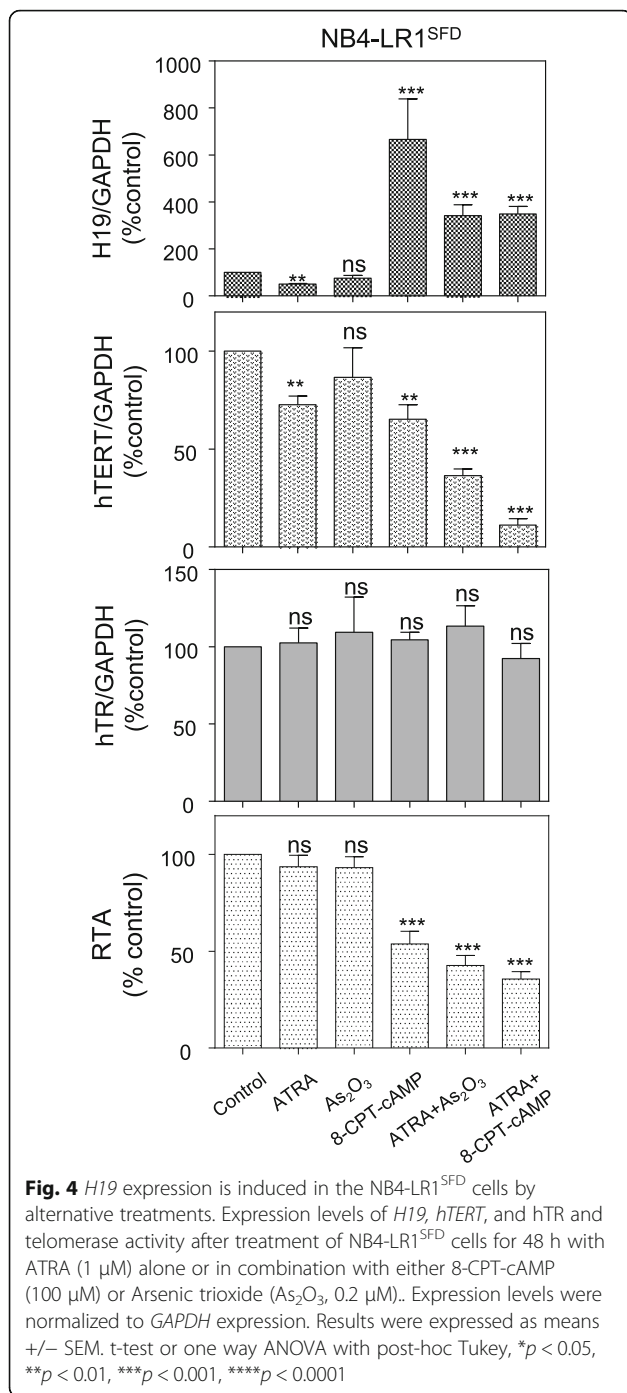 NB4-LR1^SFD
H19/GAPDH
(%control)
1000
800
600
400
200
0
**
ns
***
***
***
hTERT/GAPDH
(%control)
100
50
0
**
ns
**
***
***
hTR/GAPDH
(%control)
150
100
50
0
ns
ns
ns
ns
ns
RTA
(% control)
100
50
0
ns
ns
***
***
***
Control
ATRA
As₂O₃
8-CPT-cAMP
ATRA+As₂O₃
ATRA+
8-CPT-cAMP
Fig. 4 H19 expression is induced in the NB4-LR1^SFD cells by
alternative treatments. Expression levels of H19, hTERT, and hTR and
telomerase activity after treatment of NB4-LR1^SFD cells for 48 h with
ATRA (1 μM) alone or in combination with either 8-CPT-cAMP
(100 μM) or Arsenic trioxide (As₂O₃, 0.2 μM).. Expression levels were
normalized to GAPDH expression. Results were expressed as means
+/− SEM. t-test or one way ANOVA with post-hoc Tukey, *p < 0.05,
**p < 0.01, ***p < 0.001, ****p < 0.0001